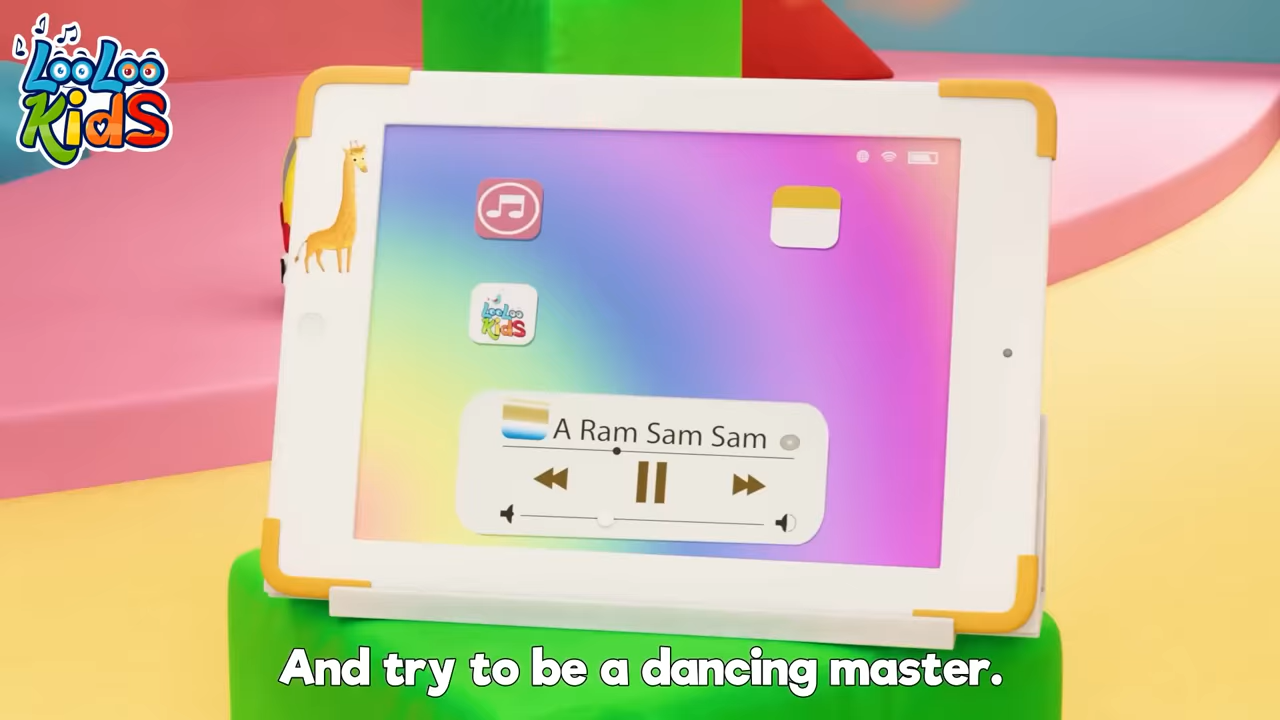 LooLoo
Kids
LooLoo
Kids
A Ram Sam Sam
And try to be a dancing master.